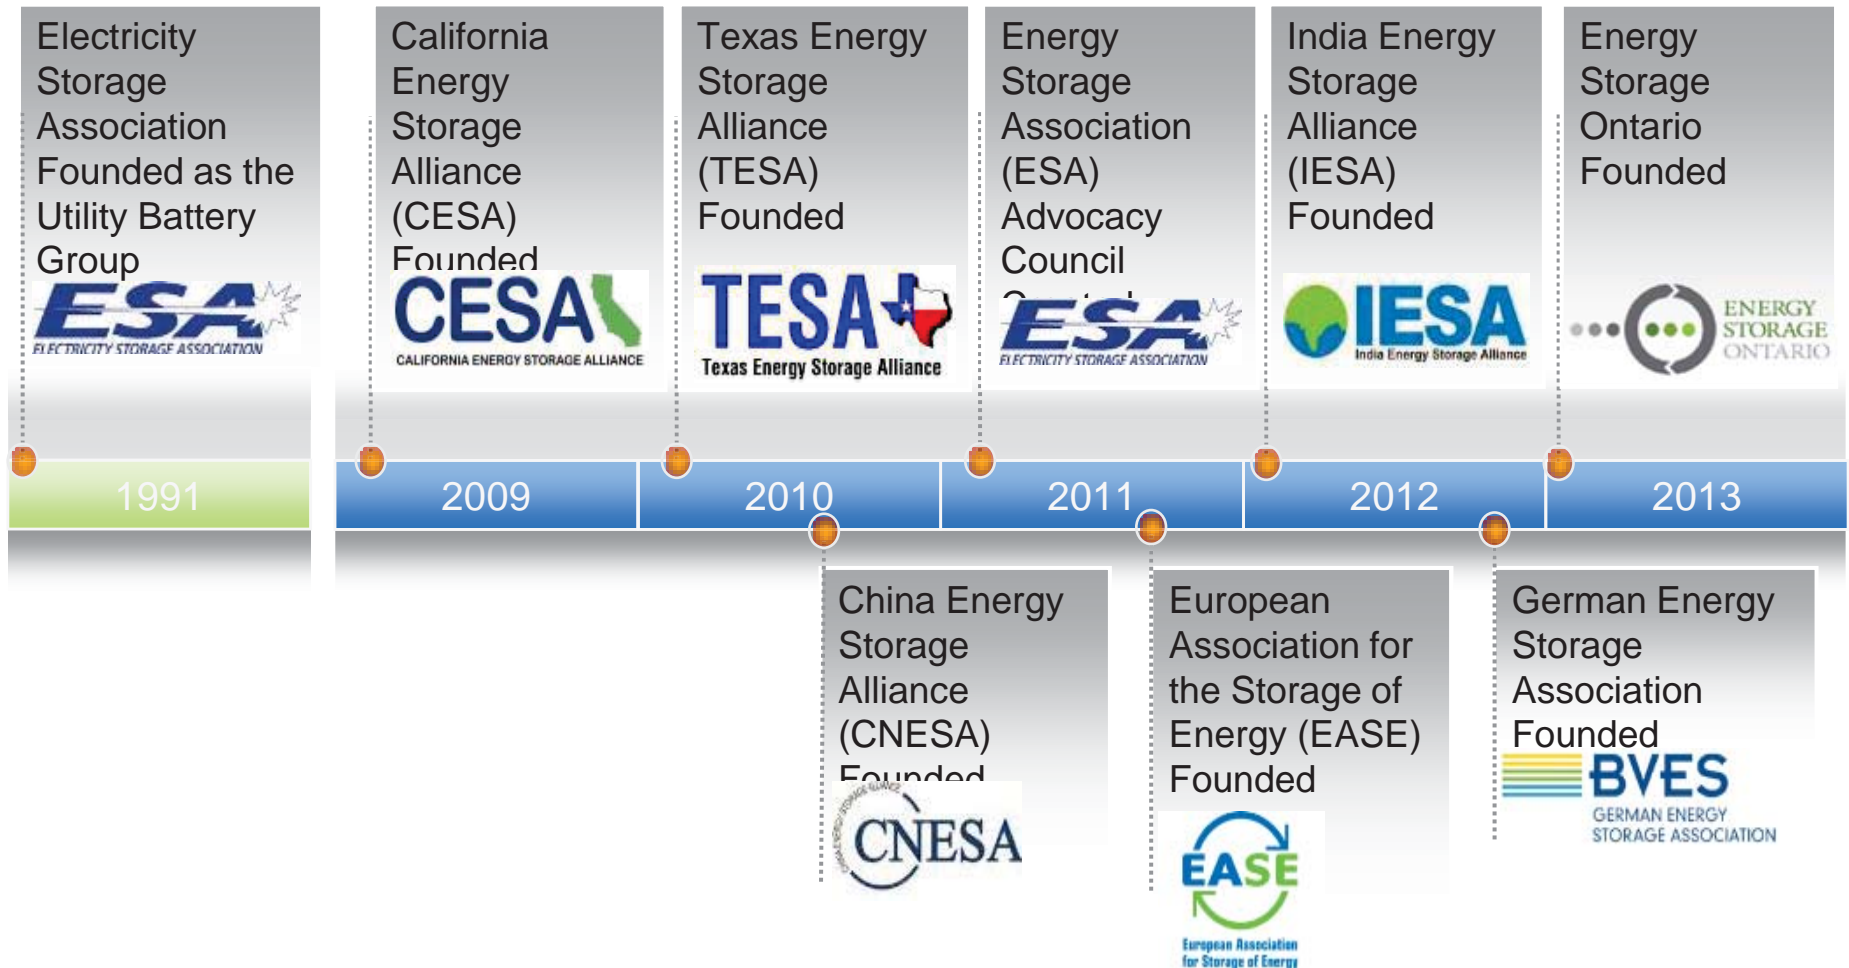 Electricity
Storage
Association
Founded as the
Utility Battery
Group
ESA
ELECTRICITY STORAGE ASSOCIATION
California
Energy
Storage
Alliance
(CESA)
Founded
CESA
CALIFORNIA ENERGY STORAGE ALLIANCE
Texas Energy
Storage
Alliance
(TESA)
Founded
TESA
Texas Energy Storage Alliance
Energy
Storage
Association
(ESA)
Advocacy
Council
ESA
ELECTRICITY STORAGE ASSOCIATION
India Energy
Storage
Alliance
(IESA)
Founded
IESA
India Energy Storage Alliance
Energy
Storage
Ontario
Founded
ENERGY
STORAGE
ONTARIO
1991
2009
2010
2011
2012
2013
China Energy
Storage
Alliance
(CNESA)
Founded
CNESA
European
Association for
the Storage of
Energy (EASE)
Founded
EASE
European Association
for Storage of Energy
German Energy
Storage
Association
Founded
BVES
GERMAN ENERGY
STORAGE ASSOCIATION